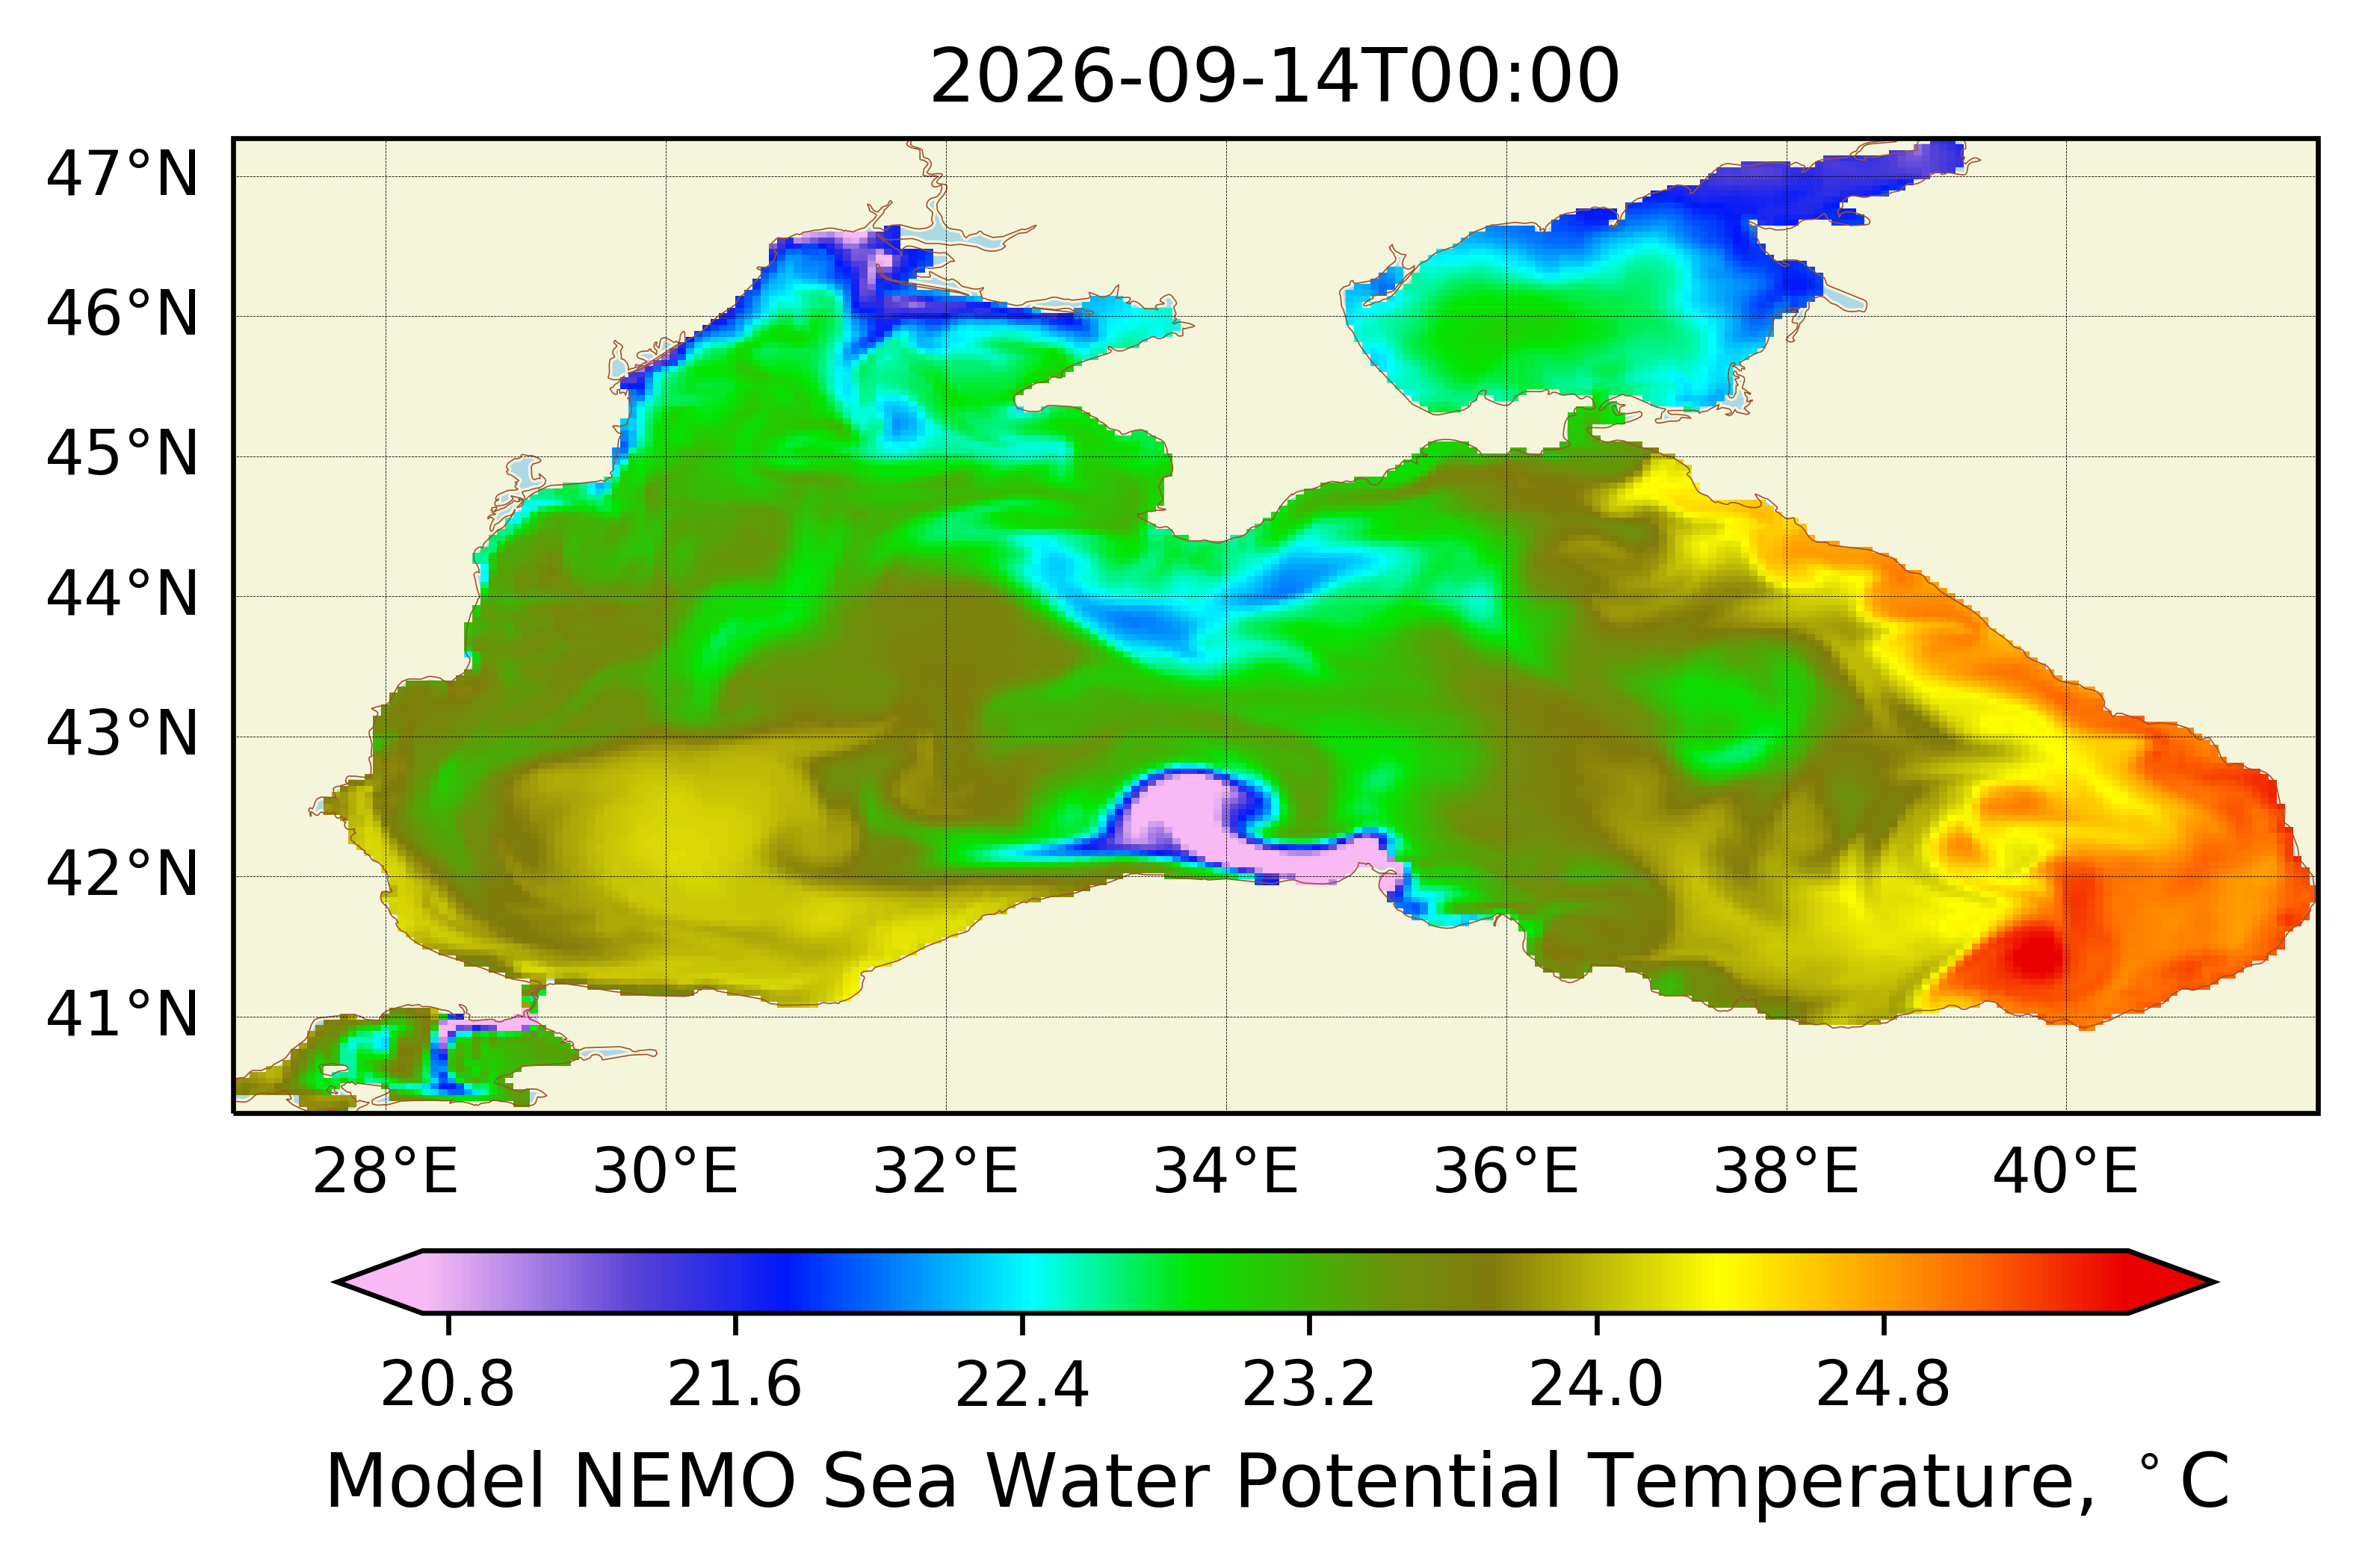 2026-09-14T00:00
47°N
46°N
45°N
44°N
43°N
42°N
41°N
28°E 30°E 32°E 34°E 36°E 38°E 40°E
20.8 21.6 22.4 23.2 24.0 24.8
Model NEMO Sea Water Potential Temperature, °C